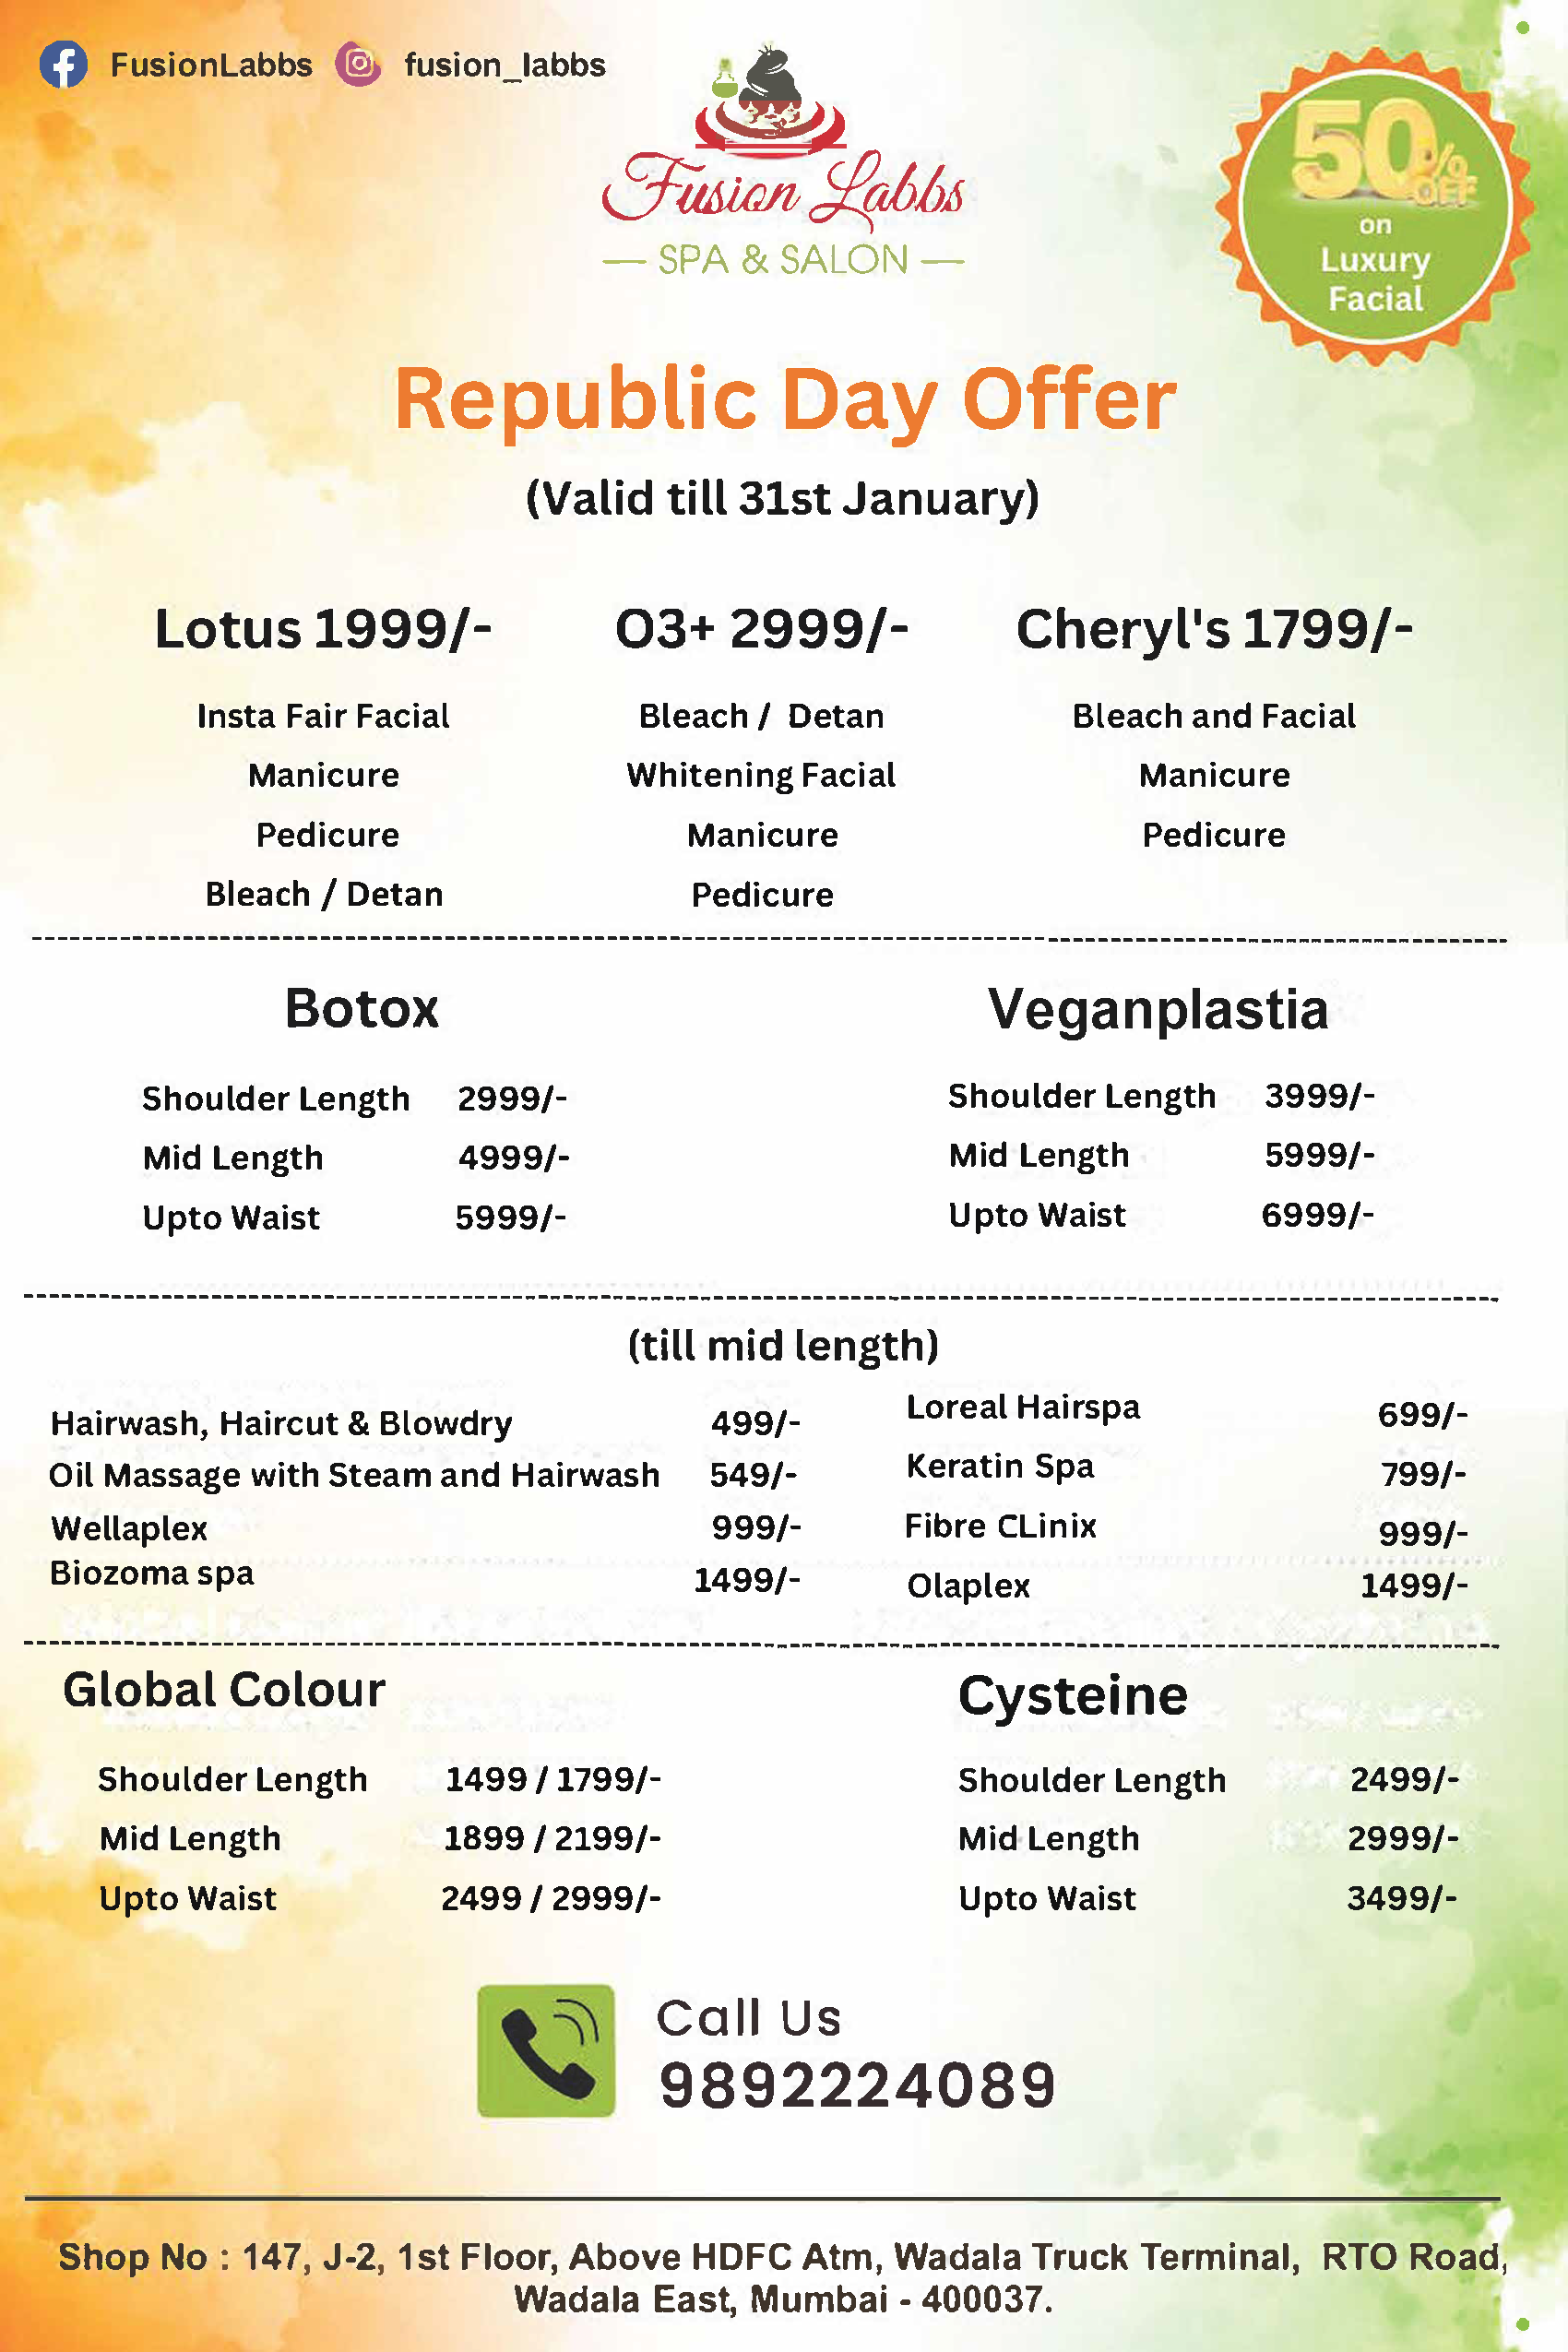 FusionLabbs fusion_labbs
Fusion Labbs
SPA & SALON
50% OFF
on
Luxury
Facial
Republic Day Offer
(Valid till 31st January)
Lotus 1999/-
Insta Fair Facial
Manicure
Pedicure
Bleach / Detan
O3+ 2999/-
Bleach / Detan
Whitening Facial
Manicure
Pedicure
Cheryl's 1799/-
Bleach and Facial
Manicure
Pedicure
Botox
Shoulder Length 2999/-
Mid Length 4999/-
Upto Waist 5999/-
Veganplastia
Shoulder Length 3999/-
Mid Length 5999/-
Upto Waist 6999/-
(till mid length)
Hairwash, Haircut & Blowdry 499/-
Oil Massage with Steam and Hairwash 549/-
Wellaplex 999/-
Biozoma spa 1499/-
Loreal Hairspa 699/-
Keratin Spa 799/-
Fibre CLinix 999/-
Olaplex 1499/-
Global Colour
Shoulder Length 1499 / 1799/-
Mid Length 1899 / 2199/-
Upto Waist 2499 / 2999/-
Cysteine
Shoulder Length 2499/-
Mid Length 2999/-
Upto Waist 3499/-
Call Us
9892224089
Shop No : 147, J-2, 1st Floor, Above HDFC Atm, Wadala Truck Terminal, RTO Road,
Wadala East, Mumbai - 400037.